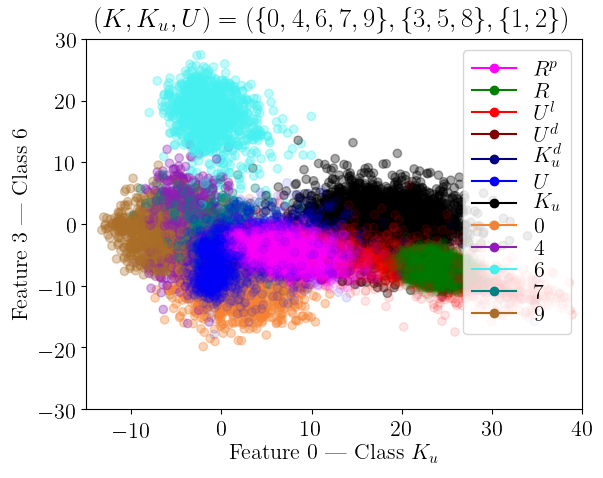 (K, K_u, U) = ({0, 4, 6, 7, 9}, {3, 5, 8}, {1, 2})
30
20
10
0
−10
−20
−30
Feature 3 — Class 6
−10 0 10 20 30 40
Feature 0 — Class K_u
R^p
R
U^l
U^d
K_u^d
U
K_u
0
4
6
7
9